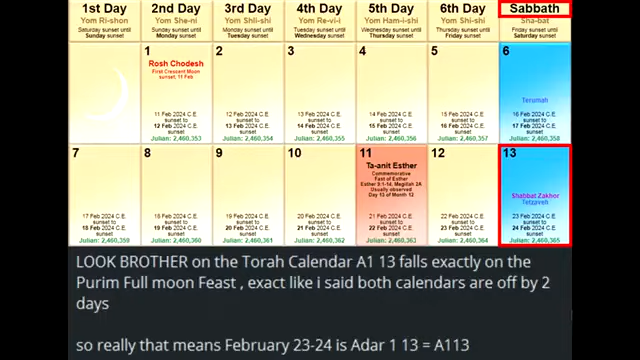 1st Day 2nd Day 3rd Day 4th Day 5th Day 6th Day Sabbath
Yom Ri-shon Yom She-ni Yom Shli-shi Yom Re-vi-i Yom Ham-i-shi Yom Shi-shi Sha-bat
Saturday sunset until Sunday sunset until Monday sunset until Tuesday sunset until Wednesday sunset until Thursday sunset until Friday sunset until
Sunday sunset Monday sunset Tuesday sunset Wednesday sunset Thursday sunset Friday sunset Saturday sunset
1 2 3 4 5 6
Rosh Chodesh
First Crescent Moon
sunset, 11 Feb
Terumah
11 Feb 2024 C.E. 12 Feb 2024 C.E. 13 Feb 2024 C.E. 14 Feb 2024 C.E. 15 Feb 2024 C.E. 16 Feb 2024 C.E.
sunset to sunset to sunset to sunset to sunset to sunset to
12 Feb 2024 C.E. 13 Feb 2024 C.E. 14 Feb 2024 C.E. 15 Feb 2024 C.E. 16 Feb 2024 C.E. 17 Feb 2024 C.E.
sunset sunset sunset sunset sunset sunset
Julian: 2,460,353 Julian: 2,460,354 Julian: 2,460,355 Julian: 2,460,356 Julian: 2,460,357 Julian: 2,460,358
7 8 9 10 11 12 13
Ta-anit Esther
Commemorative
Fast of Esther
Esther 9:1-14, Megillah 2A
Usually observed
Day 13 of Month 12
Shabbat Zakhor
Tetzaveh
17 Feb 2024 C.E. 18 Feb 2024 C.E. 19 Feb 2024 C.E. 20 Feb 2024 C.E. 21 Feb 2024 C.E. 22 Feb 2024 C.E. 23 Feb 2024 C.E.
sunset to sunset to sunset to sunset to sunset to sunset to sunset to
18 Feb 2024 C.E. 19 Feb 2024 C.E. 20 Feb 2024 C.E. 21 Feb 2024 C.E. 22 Feb 2024 C.E. 23 Feb 2024 C.E. 24 Feb 2024 C.E.
sunset sunset sunset sunset sunset sunset sunset
Julian: 2,460,359 Julian: 2,460,360 Julian: 2,460,361 Julian: 2,460,362 Julian: 2,460,363 Julian: 2,460,364 Julian: 2,460,365
LOOK BROTHER on the Torah Calendar A1 13 falls exactly on the
Purim Full moon Feast , exact like i said both calendars are off by 2
days
so really that means February 23-24 is Adar 1 13 = A113